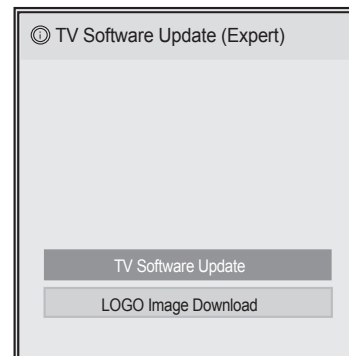 TV Software Update (Expert)
TV Software Update
LOGO Image Download